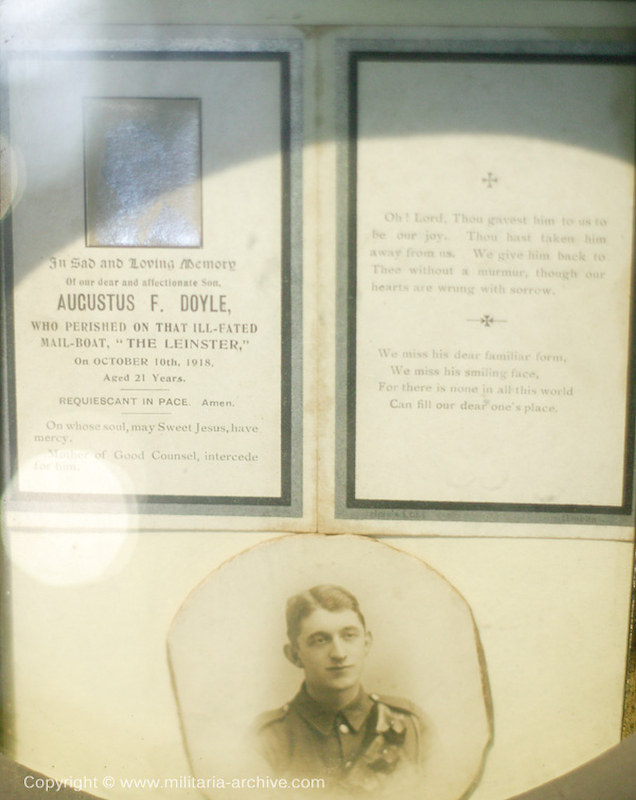 In Sad and Loving Memory
Of our dear and affectionate Son,
AUGUSTUS F. DOYLE,
WHO PERISHED ON THAT ILL-FATED
MAIL-BOAT, "THE LEINSTER,"
On OCTOBER 10th, 1918,
Aged 21 Years.
REQUIESCANT IN PACE. Amen.
On whose soul, may Sweet Jesus, have
mercy.
Mother of Good Counsel, intercede
for him.
Oh! Lord, Thou gavest him to us to
be our joy. Thou hast taken him
away from us. We give him back to
Thee without a murmur, though our
hearts are wrung with sorrow.
We miss his dear familiar form,
We miss his smiling face,
For there is none in all this world
Can fill our dear one's place.
Copyright © www.militaria-archive.com